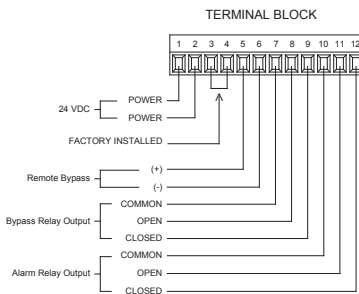 TERMINAL BLOCK
1 2 3 4 5 6 7 8 9 10 11 12
POWER
24 VDC
POWER
FACTORY INSTALLED
(+)
Remote Bypass
(-)
COMMON
Bypass Relay Output
OPEN
CLOSED
COMMON
Alarm Relay Output
OPEN
CLOSED